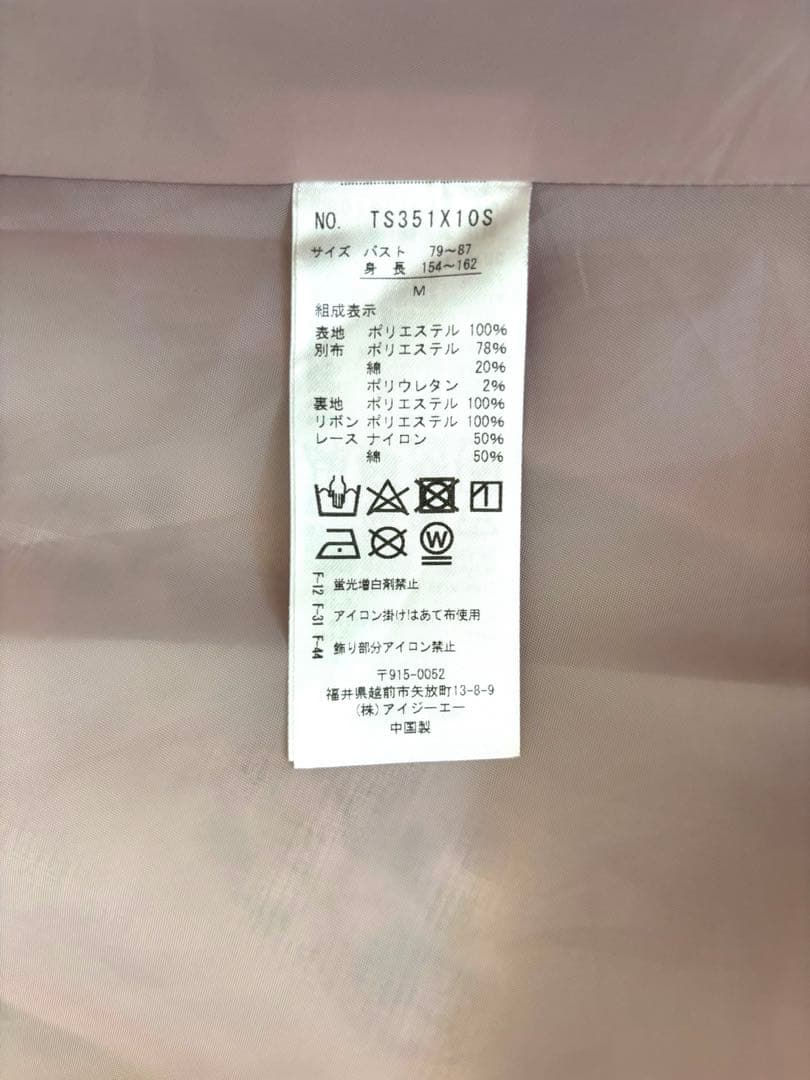 NO. TS351X10S
サイズ バスト 79～87
身 長 154～162
M
組成表示
表地 ポリエステル 100%
別布 ポリエステル 78%
綿 20%
ポリウレタン 2%
裏地 ポリエステル 100%
リボン ポリエステル 100%
レース ナイロン 50%
綿 50%
1
W
F-12 蛍光増白剤禁止
F-31 アイロン掛けはあて布使用
F-44 飾り部分アイロン禁止
〒915-0052
福井県越前市矢放町13-8-9
(株)アイジーエー
中国製